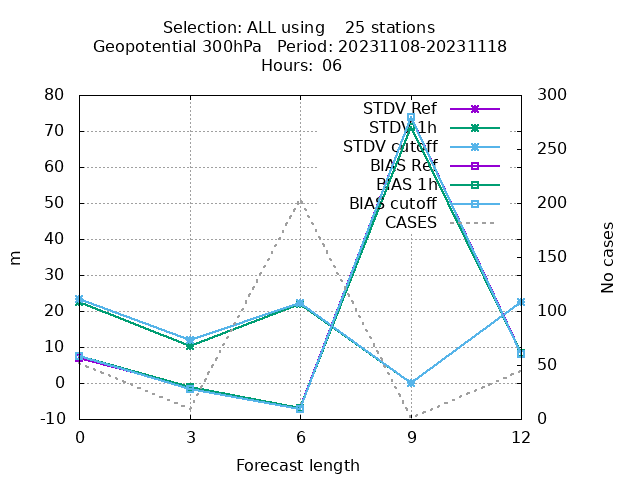 Selection: ALL using    25 stations
Geopotential 300hPa   Period: 20231108-20231118
Hours: 06
STDV Ref
STDV 1h
STDV cutoff
BIAS Ref
BIAS 1h
BIAS cutoff
CASES
80
70
60
50
40
30
20
10
0
-10
m
300
250
200
150
100
50
0
No cases
0 3 6 9 12
Forecast length